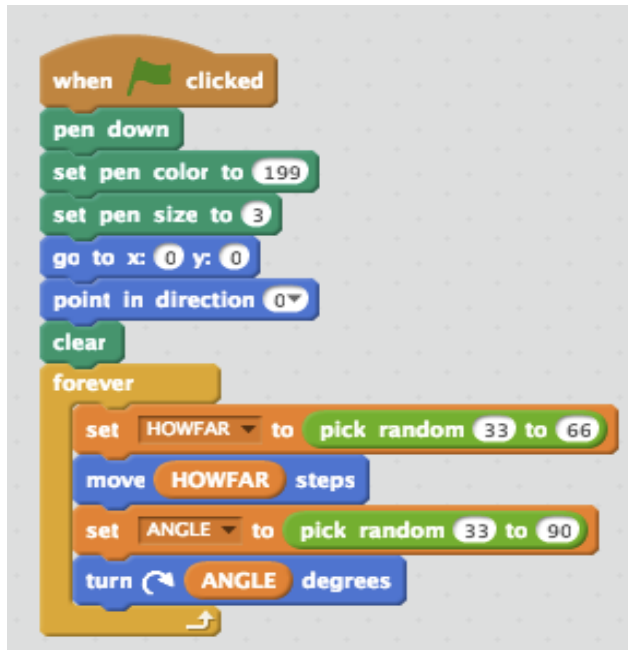 when clicked
pen down
set pen color to 199
set pen size to 3
go to x: 0 y: 0
point in direction 0
clear
forever
set HOWFAR to pick random 33 to 66
move HOWFAR steps
set ANGLE to pick random 33 to 90
turn ANGLE degrees